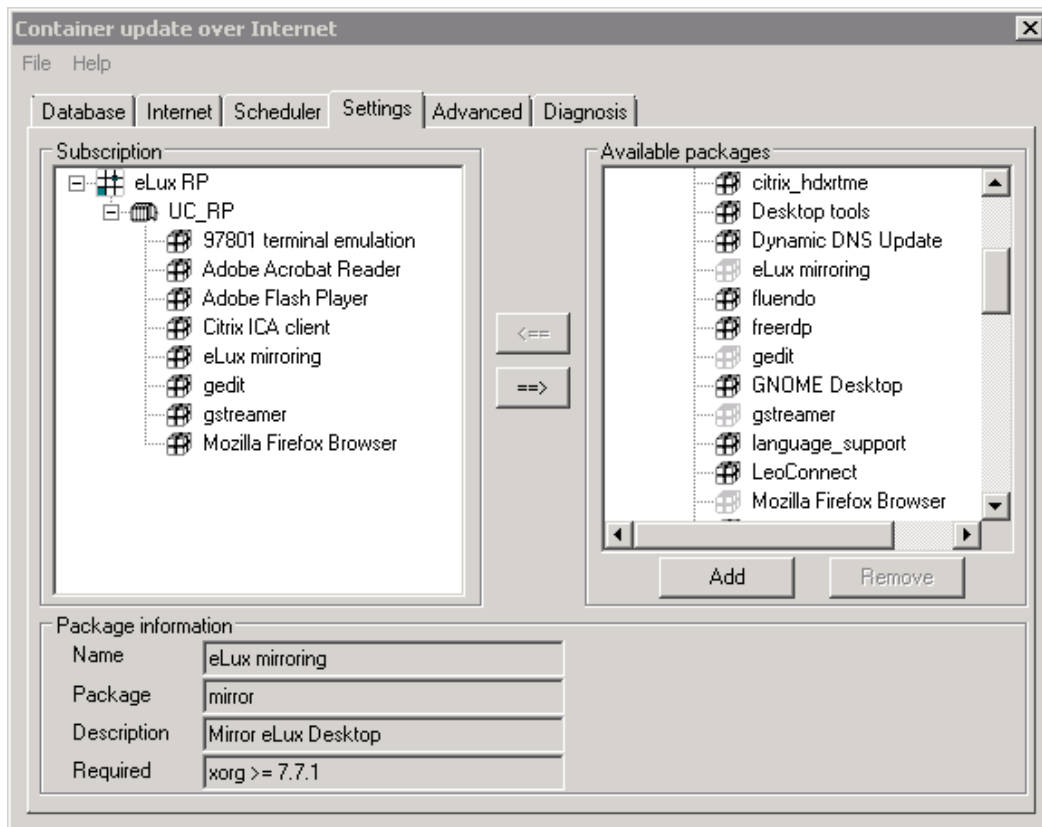 Container update over Internet
File Help
Database Internet Scheduler Settings Advanced Diagnosis
Subscription
eLux RP
UC_RP
97801 terminal emulation
Adobe Acrobat Reader
Adobe Flash Player
Citrix ICA client
eLux mirroring
gedit
gstreamer
Mozilla Firefox Browser
<==
==>
Available packages
citrix_hdxrtme
Desktop tools
Dynamic DNS Update
eLux mirroring
fluendo
freerdp
gedit
GNOME Desktop
gstreamer
language_support
LeoConnect
Mozilla Firefox Browser
Add Remove
Package information
Name eLux mirroring
Package mirror
Description Mirror eLux Desktop
Required xorg >= 7.7.1